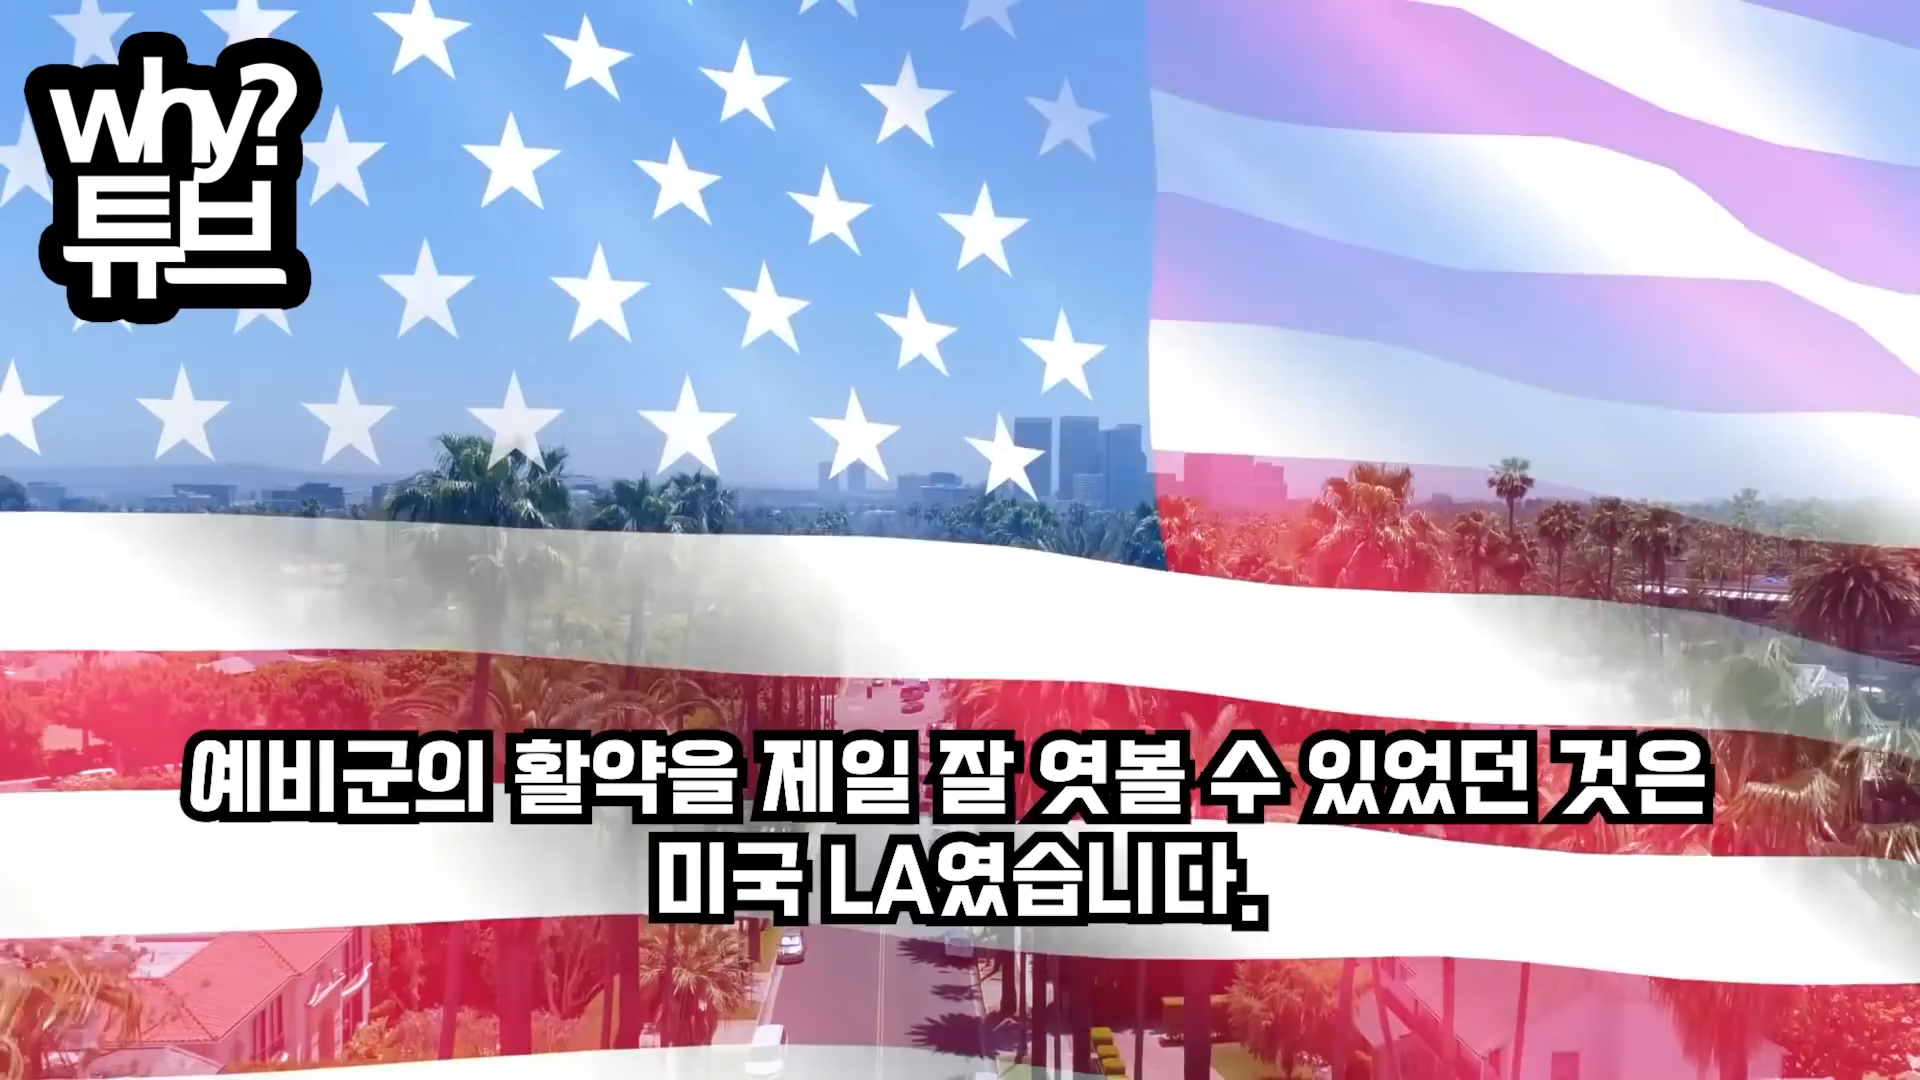 why?
튜브
예비군의 활약을 제일 잘 엿볼 수 있었던 것은
미국 LA였습니다.